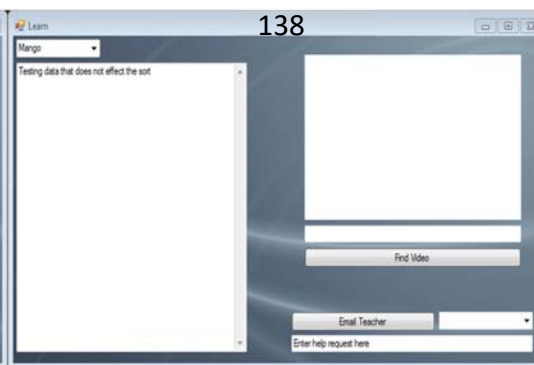 Learn
138
Mango
Testing data that does not effect the sort
Find Video
Email Teacher
Enter help request here